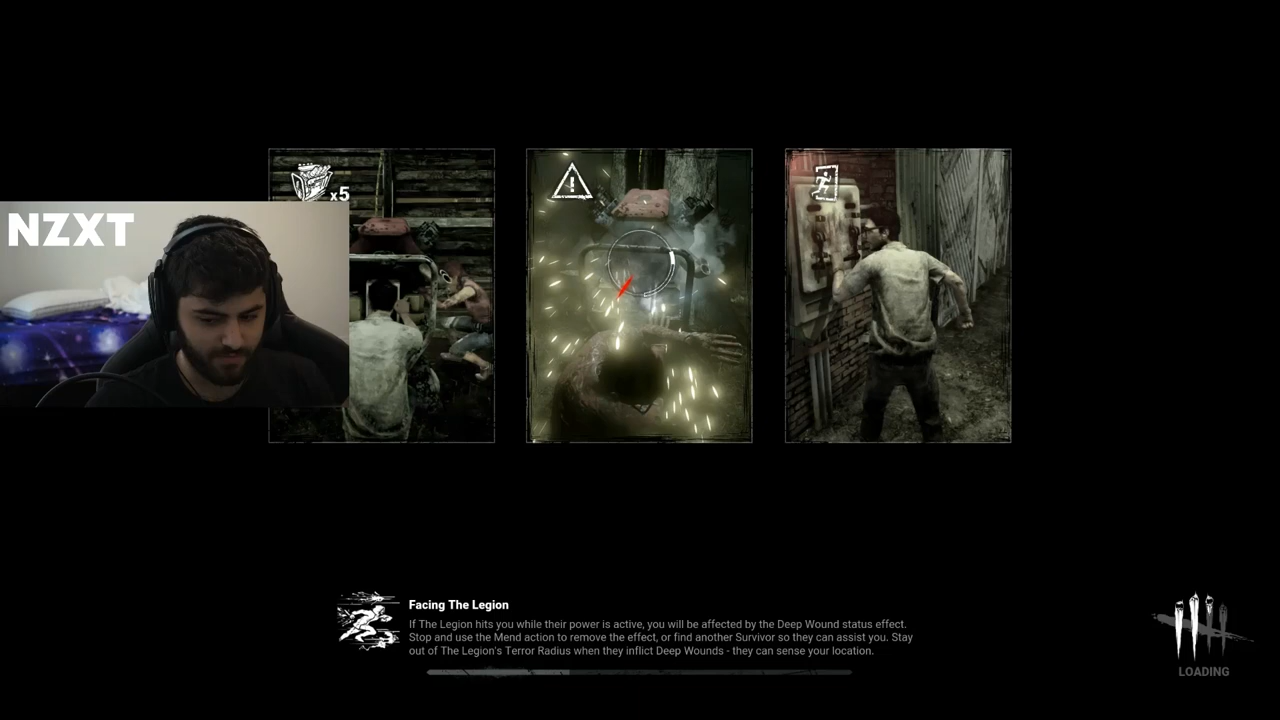 x5
NZXT
Facing The Legion
If The Legion hits you while their power is active, you will be affected by the Deep Wound status effect.
Stop and use the Mend action to remove the effect, or find another Survivor so they can assist you. Stay
out of The Legion's Terror Radius when they inflict Deep Wounds - they can sense your location.
LOADING